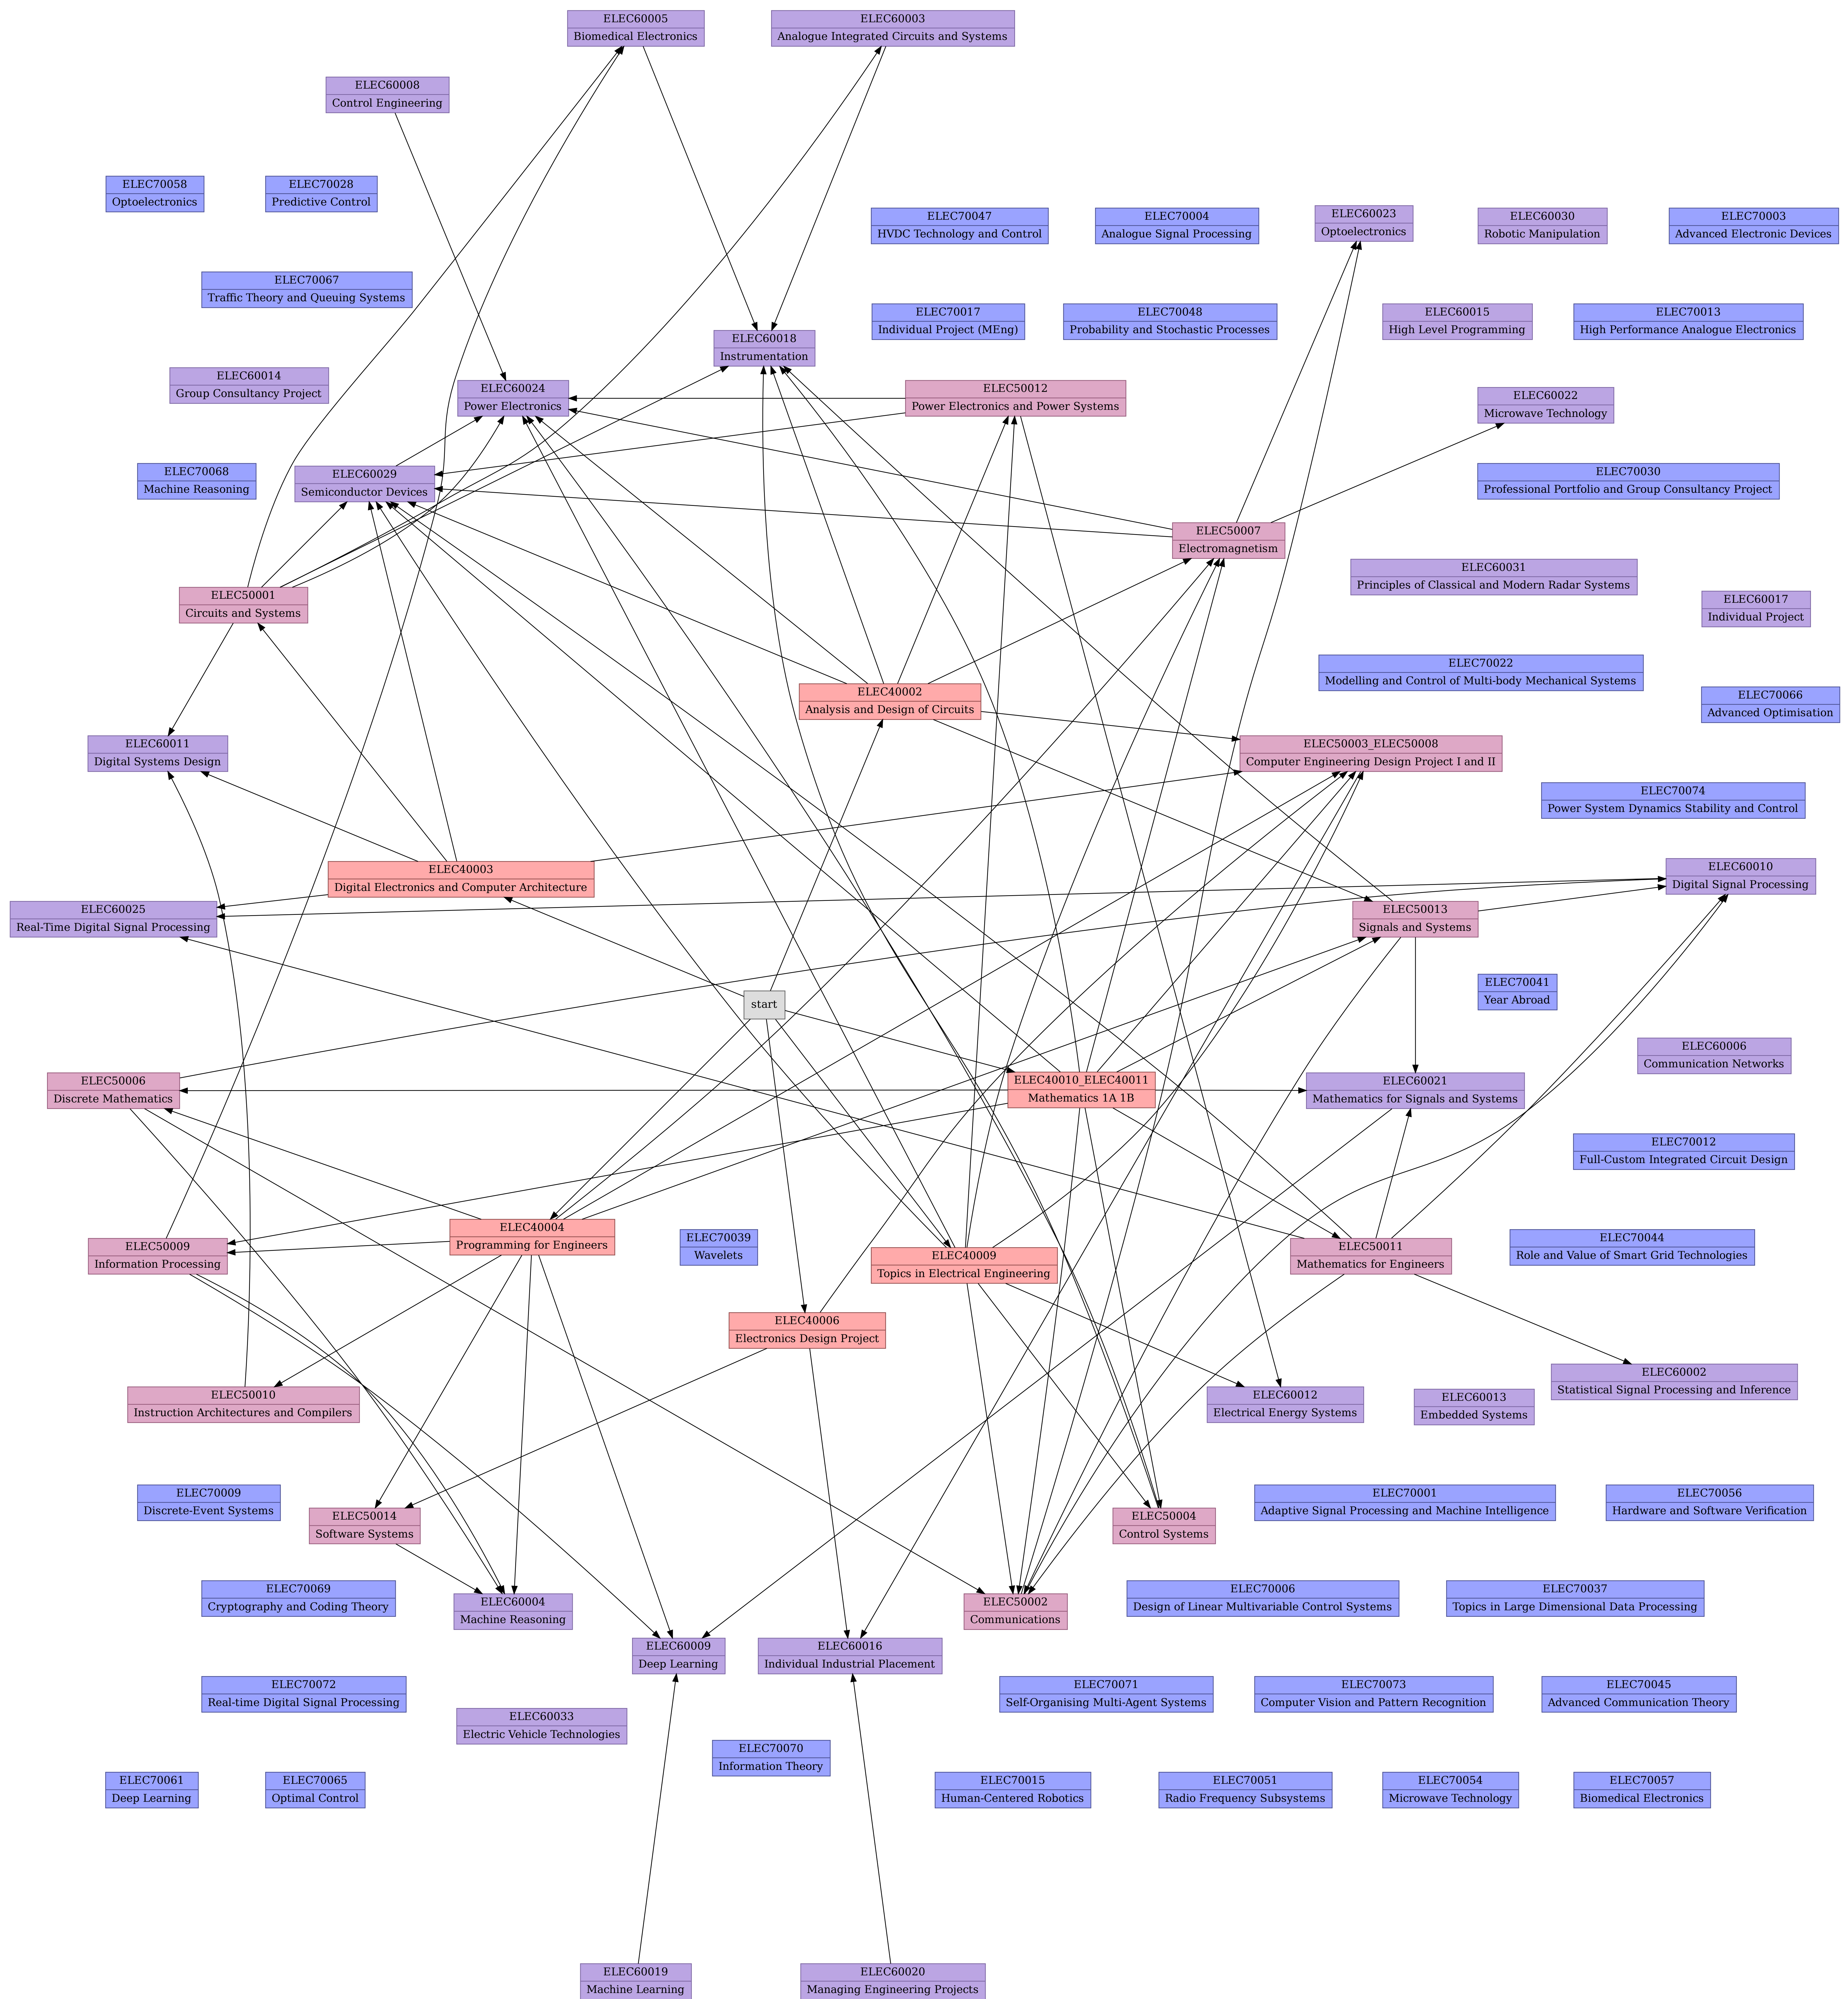 ELEC60005
Biomedical Electronics
ELEC60003
Analogue Integrated Circuits and Systems
ELEC60008
Control Engineering
ELEC70058
Optoelectronics
ELEC70028
Predictive Control
ELEC70047
HVDC Technology and Control
ELEC70004
Analogue Signal Processing
ELEC60023
Optoelectronics
ELEC60030
Robotic Manipulation
ELEC70003
Advanced Electronic Devices
ELEC70067
Traffic Theory and Queuing Systems
ELEC70017
Individual Project (MEng)
ELEC70048
Probability and Stochastic Processes
ELEC60015
High Level Programming
ELEC70013
High Performance Analogue Electronics
ELEC60018
Instrumentation
ELEC60014
Group Consultancy Project
ELEC60024
Power Electronics
ELEC50012
Power Electronics and Power Systems
ELEC60022
Microwave Technology
ELEC70068
Machine Reasoning
ELEC60029
Semiconductor Devices
ELEC70030
Professional Portfolio and Group Consultancy Project
ELEC50007
Electromagnetism
ELEC60031
Principles of Classical and Modern Radar Systems
ELEC50001
Circuits and Systems
ELEC60017
Individual Project
ELEC70022
Modelling and Control of Multi-body Mechanical Systems
ELEC40002
Analysis and Design of Circuits
ELEC70066
Advanced Optimisation
ELEC60011
Digital Systems Design
ELEC50003_ELEC50008
Computer Engineering Design Project I and II
ELEC70074
Power System Dynamics Stability and Control
ELEC40003
Digital Electronics and Computer Architecture
ELEC60010
Digital Signal Processing
ELEC60025
Real-Time Digital Signal Processing
ELEC50013
Signals and Systems
start
ELEC70041
Year Abroad
ELEC60006
Communication Networks
ELEC50006
Discrete Mathematics
ELEC40010_ELEC40011
Mathematics 1A 1B
ELEC60021
Mathematics for Signals and Systems
ELEC70012
Full-Custom Integrated Circuit Design
ELEC50009
Information Processing
ELEC40004
Programming for Engineers
ELEC70039
Wavelets
ELEC40009
Topics in Electrical Engineering
ELEC50011
Mathematics for Engineers
ELEC70044
Role and Value of Smart Grid Technologies
ELEC40006
Electronics Design Project
ELEC60002
Statistical Signal Processing and Inference
ELEC50010
Instruction Architectures and Compilers
ELEC60012
Electrical Energy Systems
ELEC60013
Embedded Systems
ELEC70009
Discrete-Event Systems
ELEC50014
Software Systems
ELEC50004
Control Systems
ELEC70001
Adaptive Signal Processing and Machine Intelligence
ELEC70056
Hardware and Software Verification
ELEC70069
Cryptography and Coding Theory
ELEC60004
Machine Reasoning
ELEC50002
Communications
ELEC70006
Design of Linear Multivariable Control Systems
ELEC70037
Topics in Large Dimensional Data Processing
ELEC60009
Deep Learning
ELEC60016
Individual Industrial Placement
ELEC70072
Real-time Digital Signal Processing
ELEC70071
Self-Organising Multi-Agent Systems
ELEC70073
Computer Vision and Pattern Recognition
ELEC70045
Advanced Communication Theory
ELEC60033
Electric Vehicle Technologies
ELEC70070
Information Theory
ELEC70061
Deep Learning
ELEC70065
Optimal Control
ELEC70015
Human-Centered Robotics
ELEC70051
Radio Frequency Subsystems
ELEC70054
Microwave Technology
ELEC70057
Biomedical Electronics
ELEC60019
Machine Learning
ELEC60020
Managing Engineering Projects